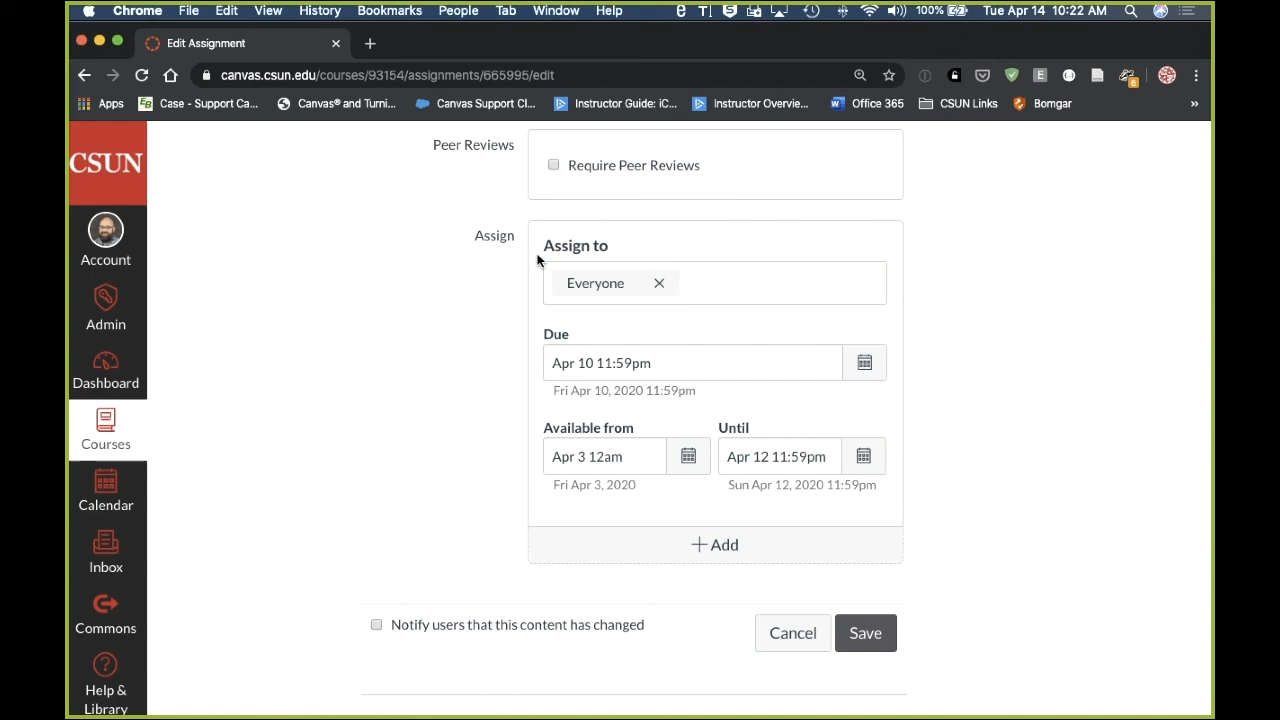 Chrome File Edit View History Bookmarks People Tab Window Help 100% Tue Apr 14 10:22 AM
Edit Assignment
canvas.csun.edu/courses/93154/assignments/665995/edit
Apps Case - Support Ca... Canvas® and Turni... Canvas Support Cl... Instructor Guide: iC... Instructor Overvie... Office 365 CSUN Links Bomgar »
CSUN
Account
Admin
Dashboard
Courses
Calendar
Inbox
Commons
Help &
Library
Peer Reviews
Require Peer Reviews
Assign
Assign to
Everyone
Due
Apr 10 11:59pm
Fri Apr 10, 2020 11:59pm
Available from Until
Apr 3 12am Apr 12 11:59pm
Fri Apr 3, 2020 Sun Apr 12, 2020 11:59pm
+ Add
Notify users that this content has changed
Cancel Save